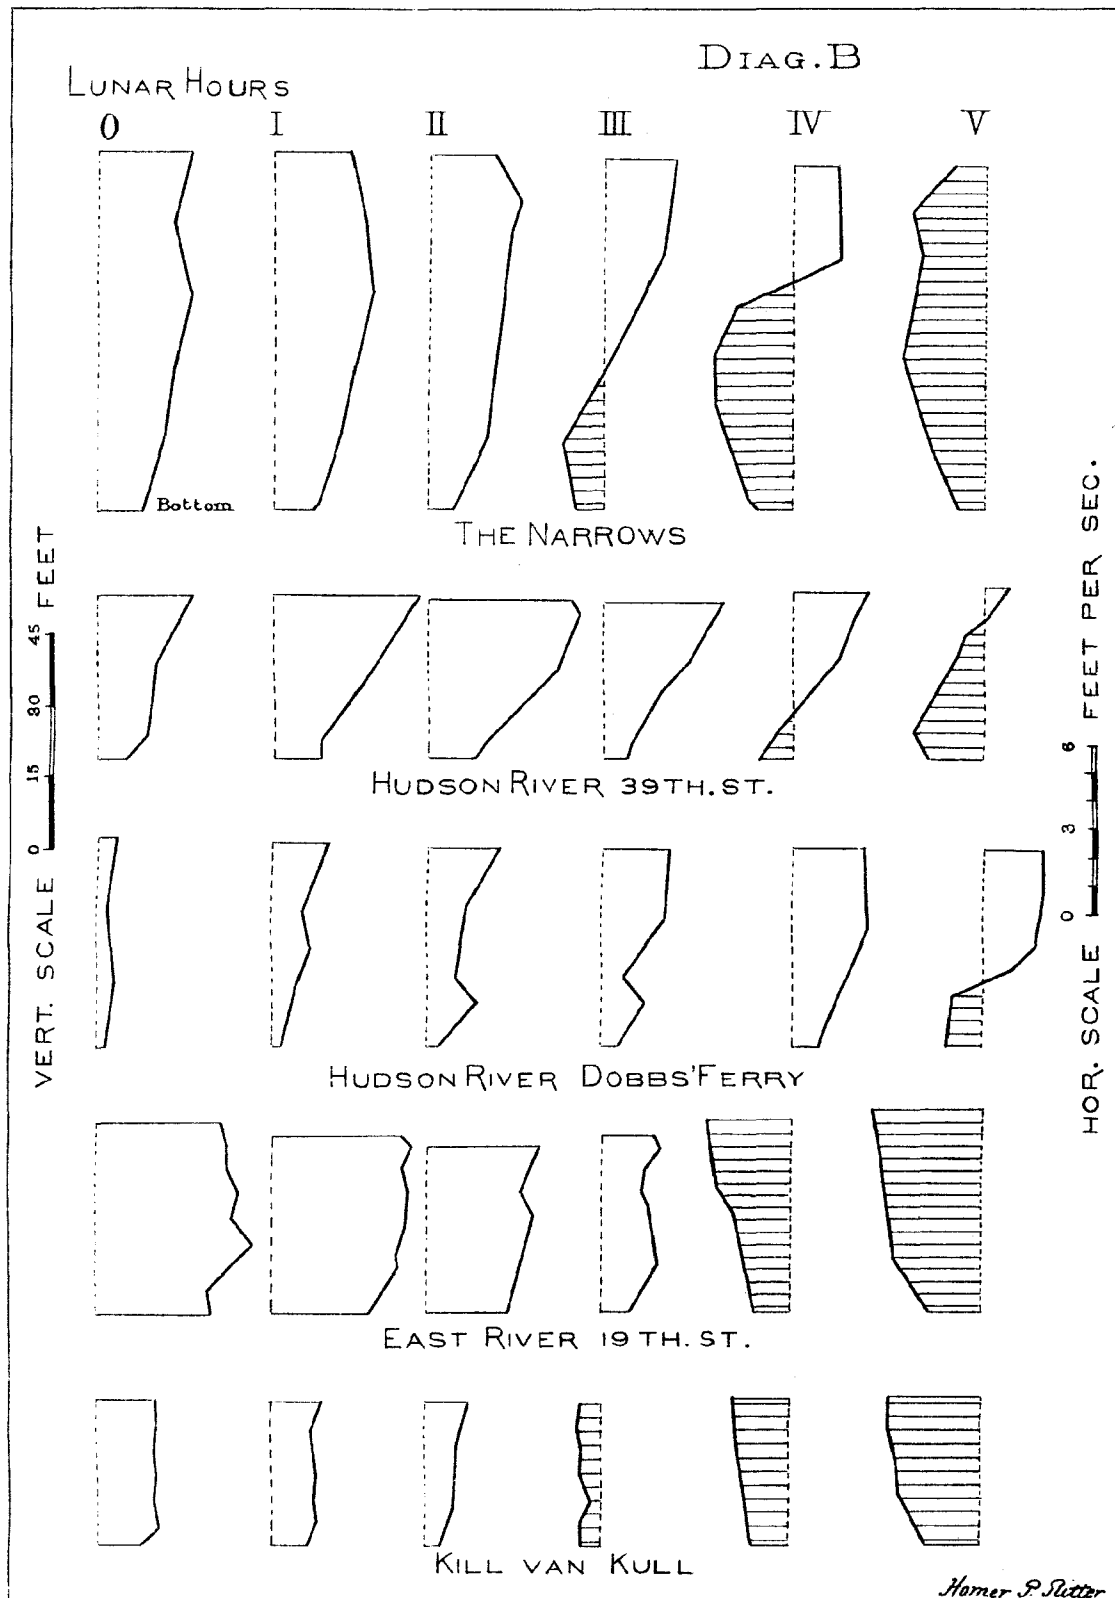 DIAG. B
LUNAR HOURS
0 I II III IV V
Bottom
THE NARROWS
VERT. SCALE 0 15 30 45 FEET
HUDSON RIVER 39TH. ST.
HOR. SCALE 0 3 6 FEET PER SEC.
HUDSON RIVER DOBBS' FERRY
EAST RIVER 19TH. ST.
KILL VAN KULL
Homer P. Ritter